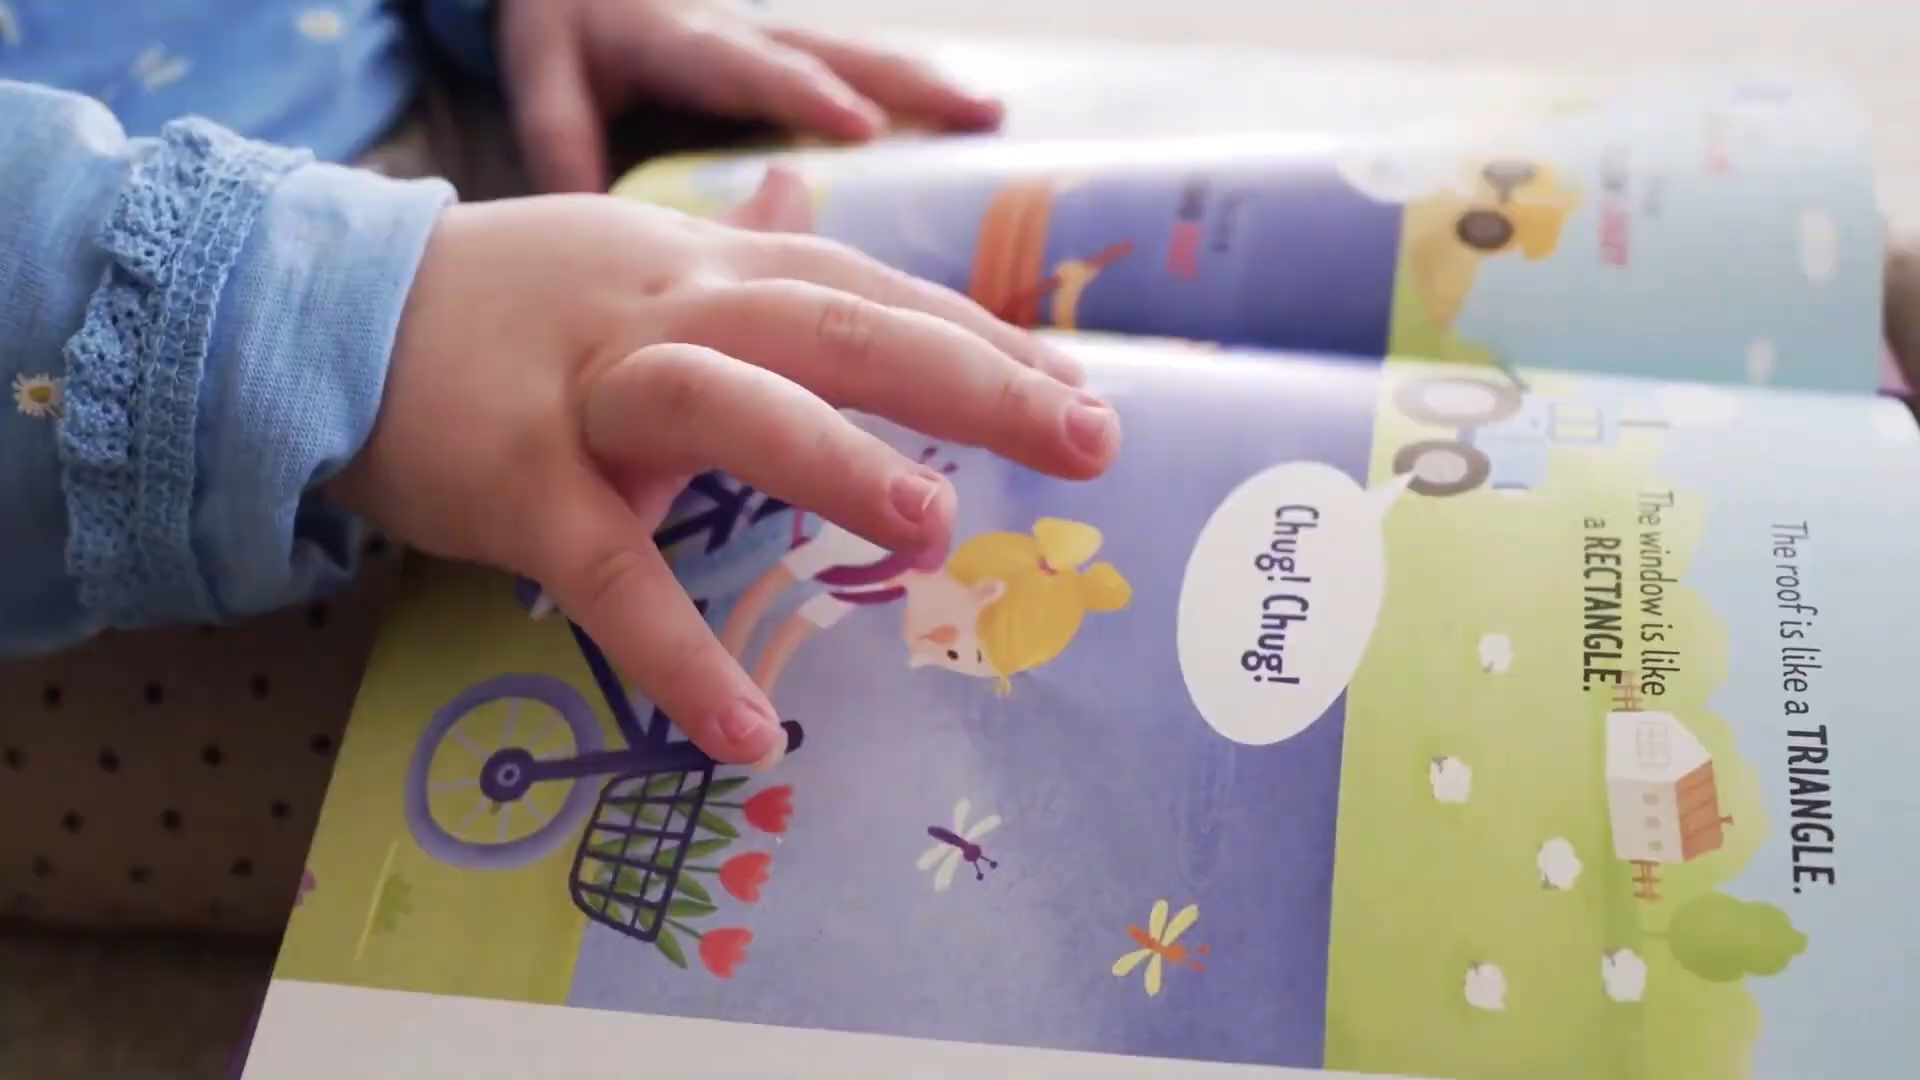 The roof is like a TRIANGLE.
The window is like
a RECTANGLE.
Chug! Chug!